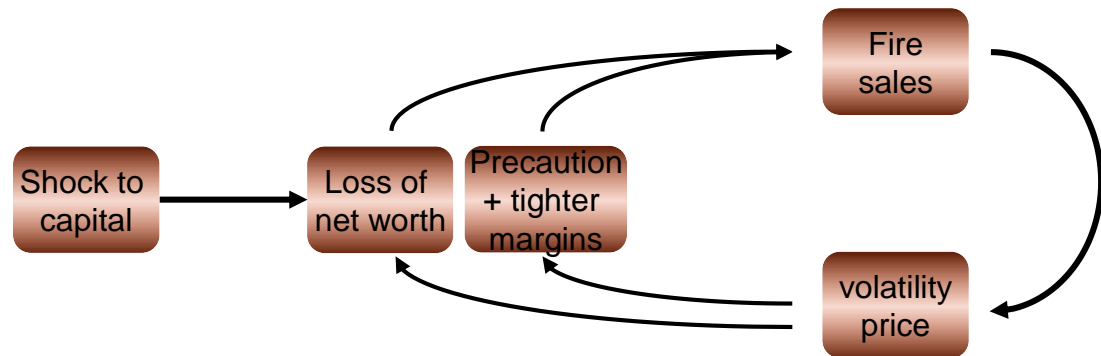 Fire
sales
Shock to
capital
Loss of
net worth
Precaution
+ tighter
margins
volatility
price